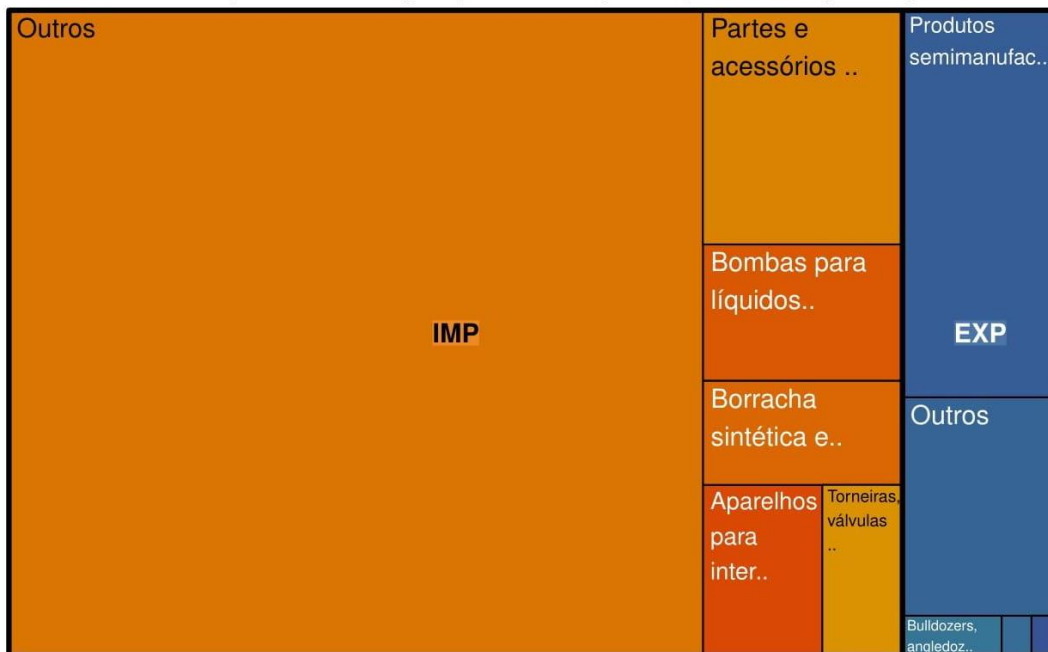 Outros
Partes e
acessórios ..
Bombas para
líquidos..
IMP
Borracha
sintética e..
Aparelhos
para
inter..
Torneiras,
válvulas
..
Produtos
semimanufac..
EXP
Outros
Bulldozers,
angledoz..